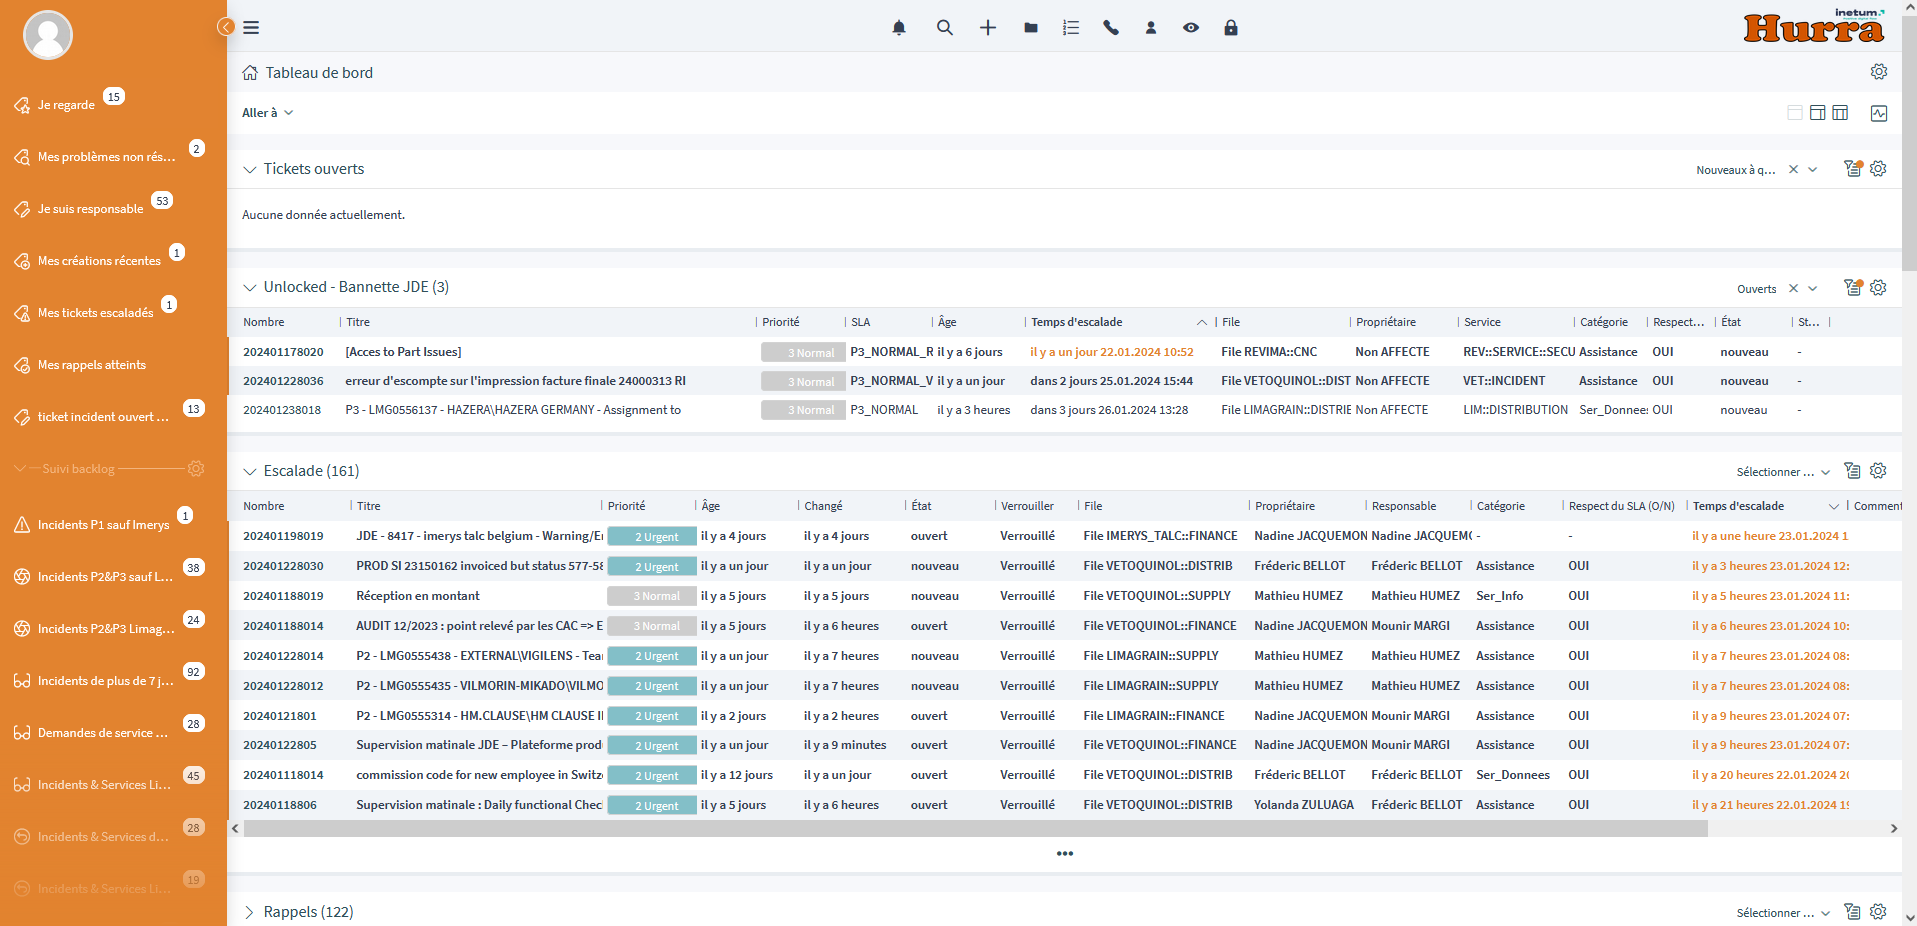 inetum
Hurra
Tableau de bord
Aller à
Je regarde 15
Mes problèmes non rés... 2
Je suis responsable 53
Mes créations récentes 1
Mes tickets escaladés 1
Mes rappels atteints
ticket incident ouvert ... 13
Suivi backlog
Incidents P1 sauf Imerys 1
Incidents P2&P3 sauf L... 38
Incidents P2&P3 Limag... 24
Incidents de plus de 7 j... 92
Demandes de service ... 28
Incidents & Services Li... 45
Incidents & Services d... 28
Incidents & Services Li... 19
Tickets ouverts Nouveaux à q...
Aucune donnée actuellement.
Unlocked - Bannette JDE (3) Ouverts
Nombre Titre Priorité SLA Âge Temps d'escalade File Propriétaire Service Catégorie Respect... État St...
202401178020 [Acces to Part Issues] 3 Normal P3_NORMAL_R il y a 6 jours il y a un jour 22.01.2024 10:52 File REVIMA::CNC Non AFFECTE REV::SERVICE::SECU Assistance OUI nouveau -
202401228036 erreur d'escompte sur l'impression facture finale 24000313 RI 3 Normal P3_NORMAL_V il y a un jour dans 2 jours 25.01.2024 15:44 File VETOQUINOL::DIST Non AFFECTE VET::INCIDENT Assistance OUI nouveau -
202401238018 P3 - LMG0556137 - HAZERA\HAZERA GERMANY - Assignment to 3 Normal P3_NORMAL il y a 3 heures dans 3 jours 26.01.2024 13:28 File LIMAGRAIN::DISTRIE Non AFFECTE LIM::DISTRIBUTION Ser_Donnee: OUI nouveau -
Escalade (161) Sélectionner ...
Nombre Titre Priorité Âge Changé État Verrouiller File Propriétaire Responsable Catégorie Respect du SLA (O/N) Temps d'escalade Comment
202401198019 JDE - 8417 - imerys talc belgium - Warning/E 2 Urgent il y a 4 jours il y a 4 jours ouvert Verrouillé File IMERYS_TALC::FINANCE Nadine JACQUEMON Nadine JACQUEM - - il y a une heure 23.01.2024 1
202401228030 PROD SI 23150162 invoiced but status 577-58 2 Urgent il y a un jour il y a un jour nouveau Verrouillé File VETOQUINOL::DISTRIB Fréderic BELLOT Fréderic BELLOT Assistance OUI il y a 3 heures 23.01.2024 12:
202401188019 Réception en montant 3 Normal il y a 5 jours il y a 5 jours nouveau Verrouillé File VETOQUINOL::SUPPLY Mathieu HUMEZ Mathieu HUMEZ Ser_Info OUI il y a 5 heures 23.01.2024 11:
202401188014 AUDIT 12/2023 : point relevé par les CAC => E 3 Normal il y a 5 jours il y a 6 heures ouvert Verrouillé File VETOQUINOL::FINANCE Nadine JACQUEMON Mounir MARGI Assistance OUI il y a 6 heures 23.01.2024 10:
202401228014 P2 - LMG0555438 - EXTERNAL\VIGILENS - Tea 2 Urgent il y a un jour il y a 7 heures nouveau Verrouillé File LIMAGRAIN::SUPPLY Mathieu HUMEZ Mathieu HUMEZ Assistance OUI il y a 7 heures 23.01.2024 08:
202401228012 P2 - LMG0555435 - VILMORIN-MIKADO\VILMO 2 Urgent il y a un jour il y a 7 heures nouveau Verrouillé File LIMAGRAIN::SUPPLY Mathieu HUMEZ Mathieu HUMEZ Assistance OUI il y a 7 heures 23.01.2024 08:
20240121801 P2 - LMG0555314 - HM.CLAUSE\HM CLAUSE I 2 Urgent il y a 2 jours il y a 2 heures ouvert Verrouillé File LIMAGRAIN::FINANCE Nadine JACQUEMON Mounir MARGI Assistance OUI il y a 9 heures 23.01.2024 07:
20240122805 Supervision matinale JDE – Plateforme prod 2 Urgent il y a un jour il y a 9 minutes ouvert Verrouillé File VETOQUINOL::FINANCE Nadine JACQUEMON Mounir MARGI Assistance OUI il y a 9 heures 23.01.2024 07:
202401118014 commission code for new employee in Switz 2 Urgent il y a 12 jours il y a un jour ouvert Verrouillé File VETOQUINOL::DISTRIB Fréderic BELLOT Fréderic BELLOT Ser_Donnees OUI il y a 20 heures 22.01.2024 20
20240118806 Supervision matinale : Daily functional Chec 2 Urgent il y a 5 jours il y a 6 heures ouvert Verrouillé File VETOQUINOL::DISTRIB Yolanda ZULUAGA Fréderic BELLOT Assistance OUI il y a 21 heures 22.01.2024 19
Rappels (122) Sélectionner ...